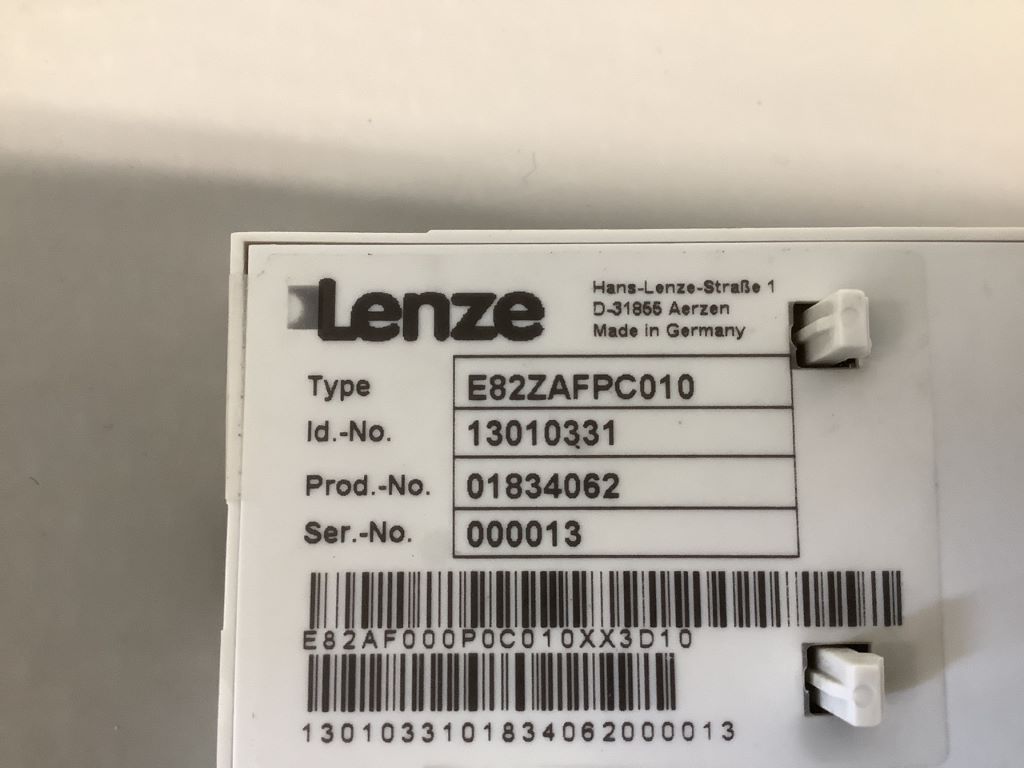 Lenze
Hans-Lenze-Straße 1
D-31855 Aerzen
Made in Germany
Type E82ZAFPC010
Id.-No. 13010331
Prod.-No. 01834062
Ser.-No. 000013
E82AF000P0C010XX3D10
1301033101834062000013